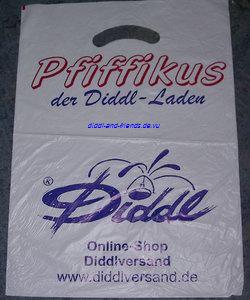 Pfiffikus
der Diddl-Laden
diddl-and-friends.de.vu
® Diddl
Online-Shop
Diddlversand
www.diddlversand.de